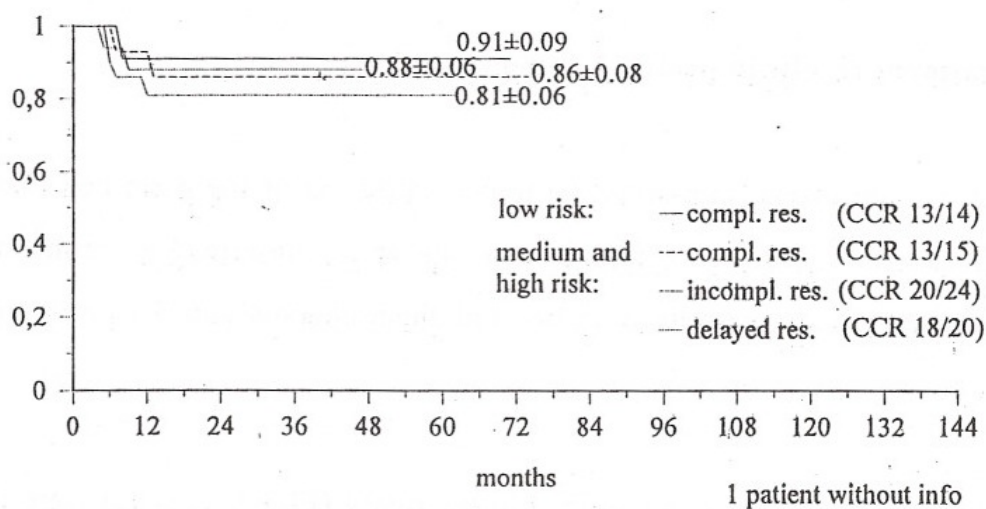 1
0.91±0.09
0.88±0.06
0.86±0.08
0,8
0.81±0.06
0,6
low risk: compl. res. (CCR 13/14)
0,4
medium and compl. res. (CCR 13/15)
high risk: incompl. res. (CCR 20/24)
0,2
delayed res. (CCR 18/20)
0
0 12 24 36 48 60 72 84 96 108 120 132 144
months
1 patient without info